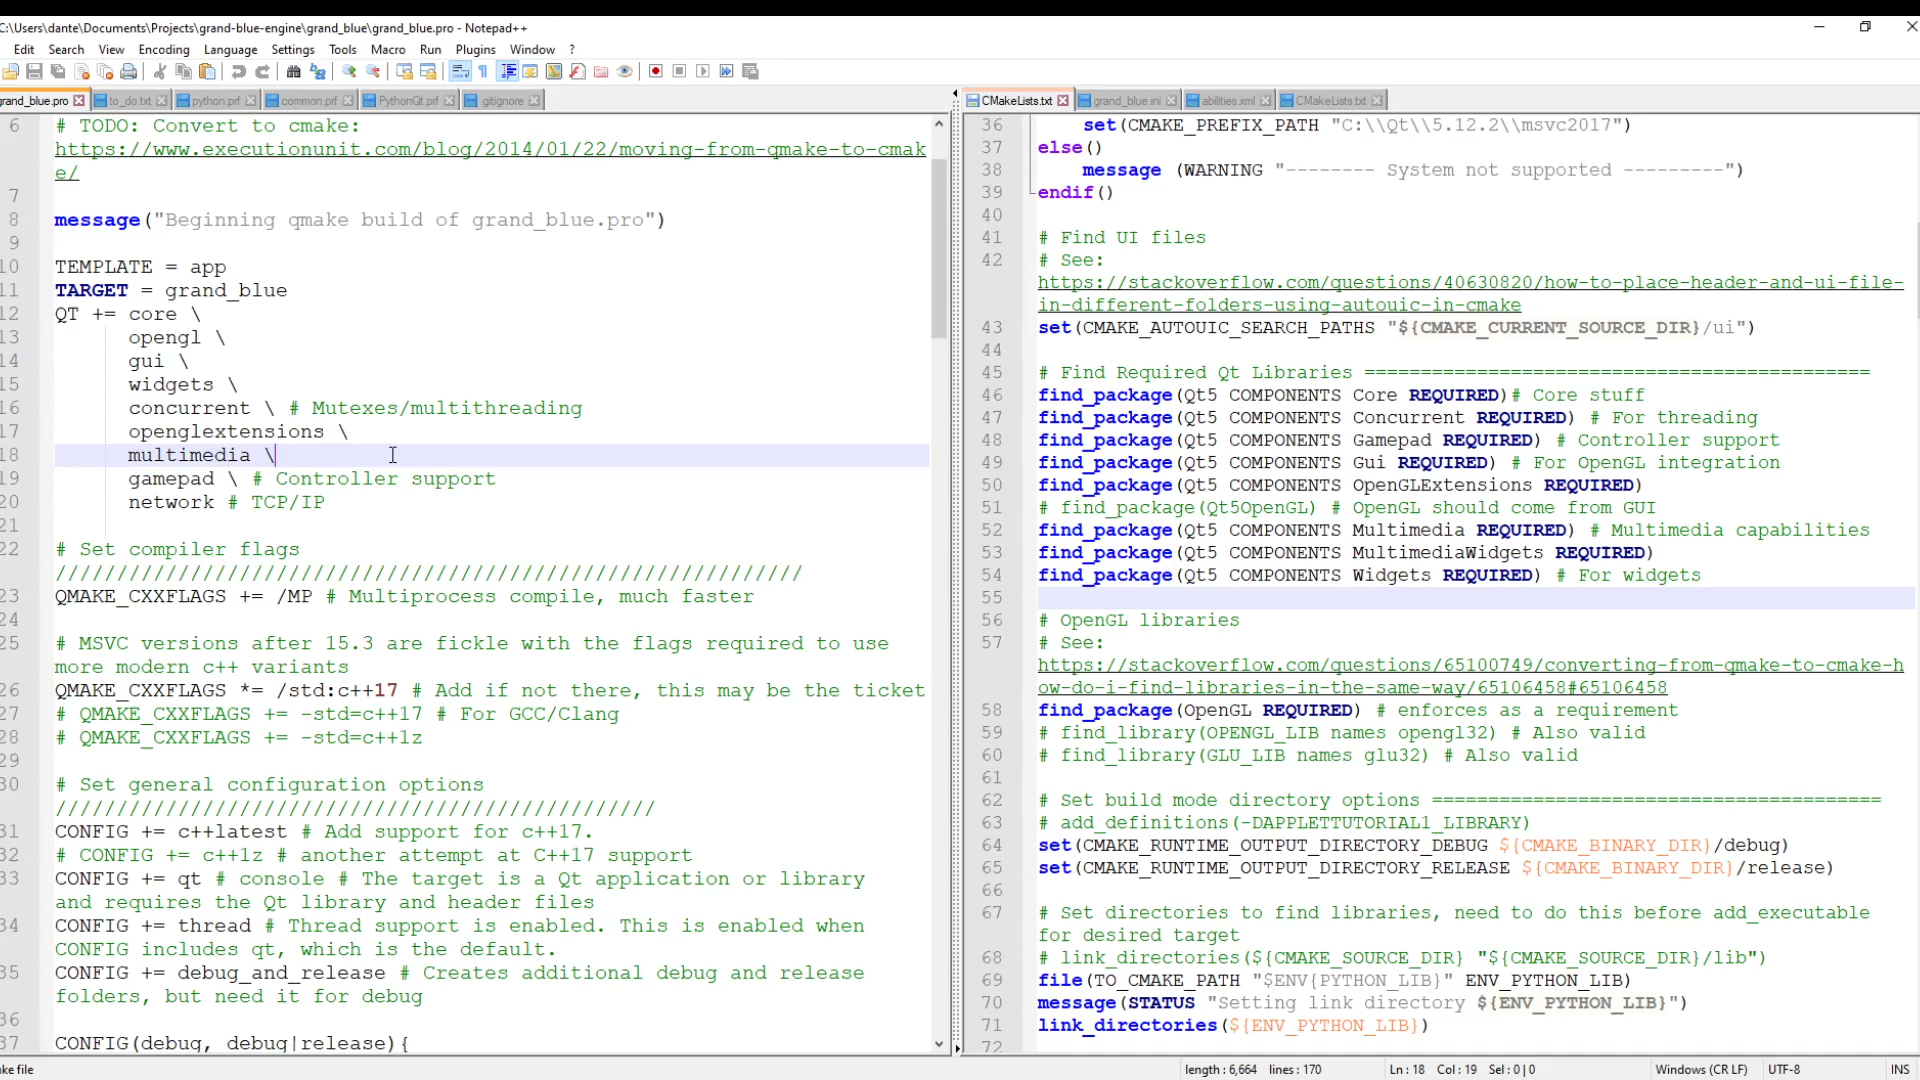 C:\Users\dante\Documents\Projects\grand-blue-engine\grand_blue\grand_blue.pro - Notepad++
Edit Search View Encoding Language Settings Tools Macro Run Plugins Window ?
grand_blue.pro to_do.txt python.prf common.prf PythonQt.prf .gitignore
6 # TODO: Convert to cmake:
https://www.executionunit.com/blog/2014/01/22/moving-from-qmake-to-cmak
e/
7
8 message("Beginning qmake build of grand_blue.pro")
9
10 TEMPLATE = app
11 TARGET = grand_blue
12 QT += core \
13 opengl \
14 gui \
15 widgets \
16 concurrent \ # Mutexes/multithreading
17 openglextensions \
18 multimedia \
19 gamepad \ # Controller support
20 network # TCP/IP
21
22 # Set compiler flags
/////////////////////////////////////////////////////////////
23 QMAKE_CXXFLAGS += /MP # Multiprocess compile, much faster
24
25 # MSVC versions after 15.3 are fickle with the flags required to use
more modern c++ variants
26 QMAKE_CXXFLAGS *= /std:c++17 # Add if not there, this may be the ticket
27 # QMAKE_CXXFLAGS += -std=c++17 # For GCC/Clang
28 # QMAKE_CXXFLAGS += -std=c++1z
29
30 # Set general configuration options
/////////////////////////////////////////////////
31 CONFIG += c++latest # Add support for c++17.
32 # CONFIG += c++1z # another attempt at C++17 support
33 CONFIG += qt # console # The target is a Qt application or library
and requires the Qt library and header files
34 CONFIG += thread # Thread support is enabled. This is enabled when
CONFIG includes qt, which is the default.
35 CONFIG += debug_and_release # Creates additional debug and release
folders, but need it for debug
36
37 CONFIG(debug, debug|release){
CMakeLists.txt grand_blue.ini abilities.xml CMakeLists.txt
36 set(CMAKE_PREFIX_PATH "C:\\Qt\\5.12.2\\msvc2017")
37 else()
38 message (WARNING "-------- System not supported ---------")
39 endif()
40
41 # Find UI files
42 # See:
https://stackoverflow.com/questions/40630820/how-to-place-header-and-ui-file-
in-different-folders-using-autouic-in-cmake
43 set(CMAKE_AUTOUIC_SEARCH_PATHS "${CMAKE_CURRENT_SOURCE_DIR}/ui")
44
45 # Find Required Qt Libraries =============================================
46 find_package(Qt5 COMPONENTS Core REQUIRED)# Core stuff
47 find_package(Qt5 COMPONENTS Concurrent REQUIRED) # For threading
48 find_package(Qt5 COMPONENTS Gamepad REQUIRED) # Controller support
49 find_package(Qt5 COMPONENTS Gui REQUIRED) # For OpenGL integration
50 find_package(Qt5 COMPONENTS OpenGLExtensions REQUIRED)
51 # find_package(Qt5OpenGL) # OpenGL should come from GUI
52 find_package(Qt5 COMPONENTS Multimedia REQUIRED) # Multimedia capabilities
53 find_package(Qt5 COMPONENTS MultimediaWidgets REQUIRED)
54 find_package(Qt5 COMPONENTS Widgets REQUIRED) # For widgets
55
56 # OpenGL libraries
57 # See:
https://stackoverflow.com/questions/65100749/converting-from-qmake-to-cmake-h
ow-do-i-find-libraries-in-the-same-way/65106458#65106458
58 find_package(OpenGL REQUIRED) # enforces as a requirement
59 # find_library(OPENGL_LIB names opengl32) # Also valid
60 # find_library(GLU_LIB names glu32) # Also valid
61
62 # Set build mode directory options ========================================
63 # add_definitions(-DAPPLETTUTORIAL1_LIBRARY)
64 set(CMAKE_RUNTIME_OUTPUT_DIRECTORY_DEBUG ${CMAKE_BINARY_DIR}/debug)
65 set(CMAKE_RUNTIME_OUTPUT_DIRECTORY_RELEASE ${CMAKE_BINARY_DIR}/release)
66
67 # Set directories to find libraries, need to do this before add_executable
for desired target
68 # link_directories(${CMAKE_SOURCE_DIR} "${CMAKE_SOURCE_DIR}/lib")
69 file(TO_CMAKE_PATH "$ENV{PYTHON_LIB}" ENV_PYTHON_LIB)
70 message(STATUS "Setting link directory ${ENV_PYTHON_LIB}")
71 link_directories(${ENV_PYTHON_LIB})
72
ke file length : 6,664 lines : 170 Ln : 18 Col : 19 Sel : 0 | 0 Windows (CR LF) UTF-8 INS